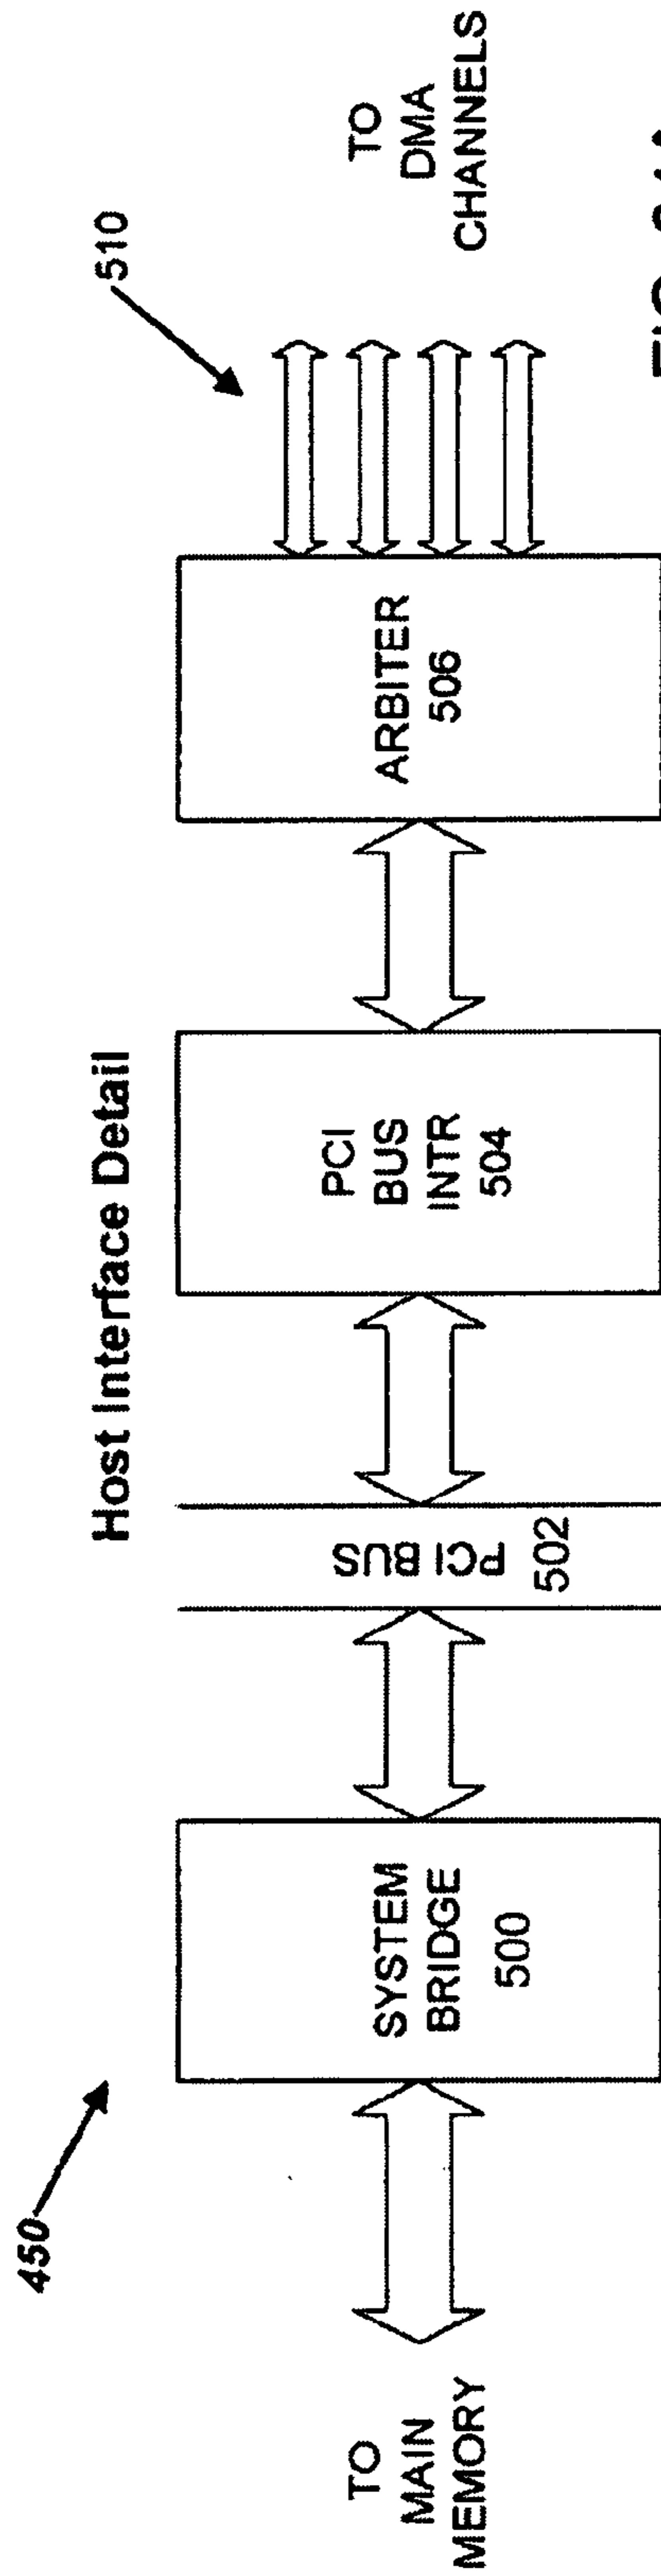 Host Interface Detail
450
TO
MAIN
MEMORY
SYSTEM
BRIDGE
500
PCI BUS
502
PCI
BUS
INTR
504
ARBITER
506
510
TO
DMA
CHANNELS